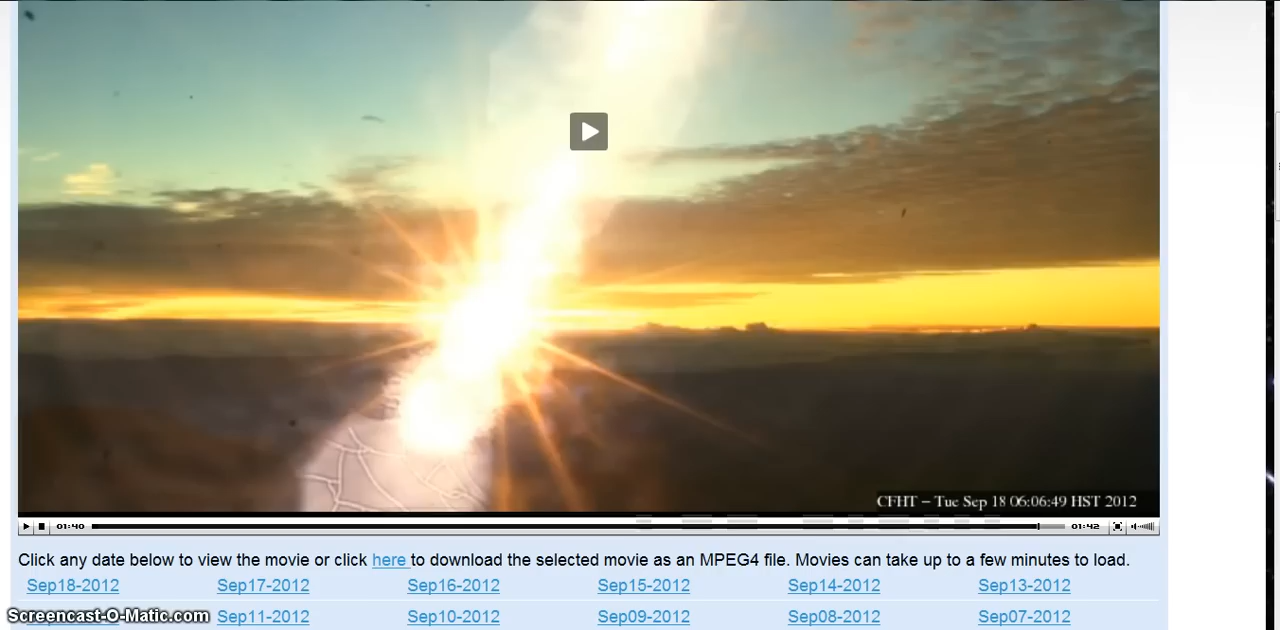 CFHT – Tue Sep 18 06:06:49 HST 2012
01:40 01:42
Click any date below to view the movie or click here to download the selected movie as an MPEG4 file. Movies can take up to a few minutes to load.
Sep18-2012 Sep17-2012 Sep16-2012 Sep15-2012 Sep14-2012 Sep13-2012
Screencast-O-Matic.com Sep11-2012 Sep10-2012 Sep09-2012 Sep08-2012 Sep07-2012